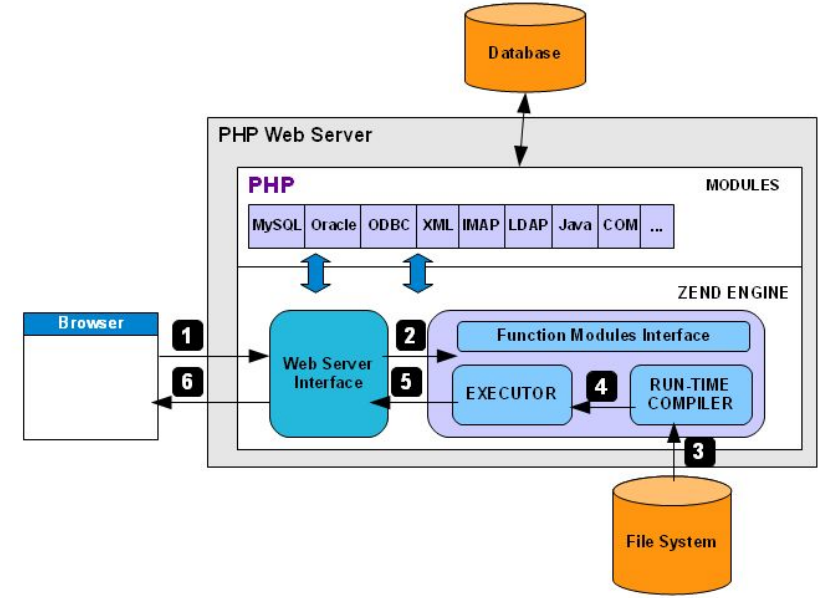 Database
PHP Web Server
PHP
MODULES
MySQL Oracle ODBC XML IMAP LDAP Java COM ...
ZEND ENGINE
Browser
1
2
Function Modules Interface
Web Server
Interface
6
5
EXECUTOR
4
RUN-TIME
COMPILER
3
File System